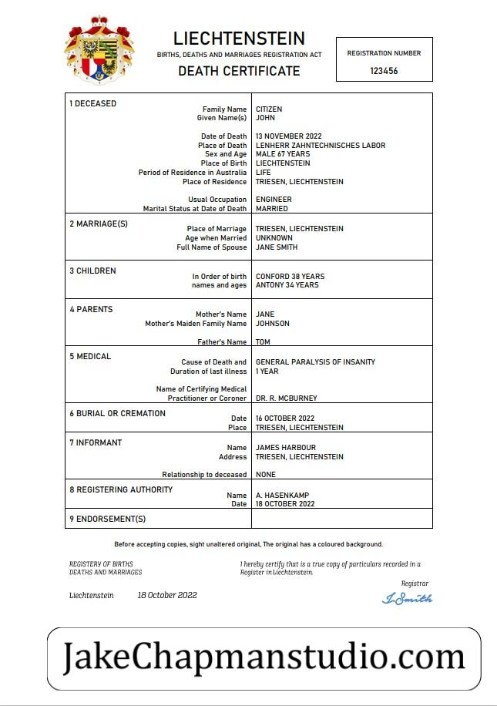 LIECHTENSTEIN
BIRTHS, DEATHS AND MARRIAGES REGISTRATION ACT
DEATH CERTIFICATE
REGISTRATION NUMBER
123456
1 DECEASED
Family Name CITIZEN
Given Name(s) JOHN
Date of Death 13 NOVEMBER 2022
Place of Death LENHERR ZAHNTECHNISCHES LABOR
Sex and Age MALE 67 YEARS
Place of Birth LIECHTENSTEIN
Period of Residence in Australia LIFE
Place of Residence TRIESEN, LIECHTENSTEIN
Usual Occupation ENGINEER
Marital Status at Date of Death MARRIED
2 MARRIAGE(S)
Place of Marriage TRIESEN, LIECHTENSTEIN
Age when Married UNKNOWN
Full Name of Spouse JANE SMITH
3 CHILDREN
In Order of birth CONFORD 38 YEARS
names and ages ANTONY 34 YEARS
4 PARENTS
Mother's Name JANE
Mother's Maiden Family Name JOHNSON
Father's Name TOM
5 MEDICAL
Cause of Death and GENERAL PARALYSIS OF INSANITY
Duration of last illness 1 YEAR
Name of Certifying Medical
Practitioner or Coroner DR. R. MCBURNEY
6 BURIAL OR CREMATION
Date 16 OCTOBER 2022
Place TRIESEN, LIECHTENSTEIN
7 INFORMANT
Name JAMES HARBOUR
Address TRIESEN, LIECHTENSTEIN
Relationship to deceased NONE
8 REGISTERING AUTHORITY
Name A. HASENKAMP
Date 18 OCTOBER 2022
9 ENDORSEMENT(S)
Before accepting copies, sight unaltered original, The original has a coloured background.
REGISTERY OF BIRTHS
DEATHS AND MARRIAGES
I hereby certify that is a true copy of particulars recorded in a
Register in Liechtenstein.
Registrar
Liechtenstein 18 October 2022
J.Smith
JakeChapmanstudio.com